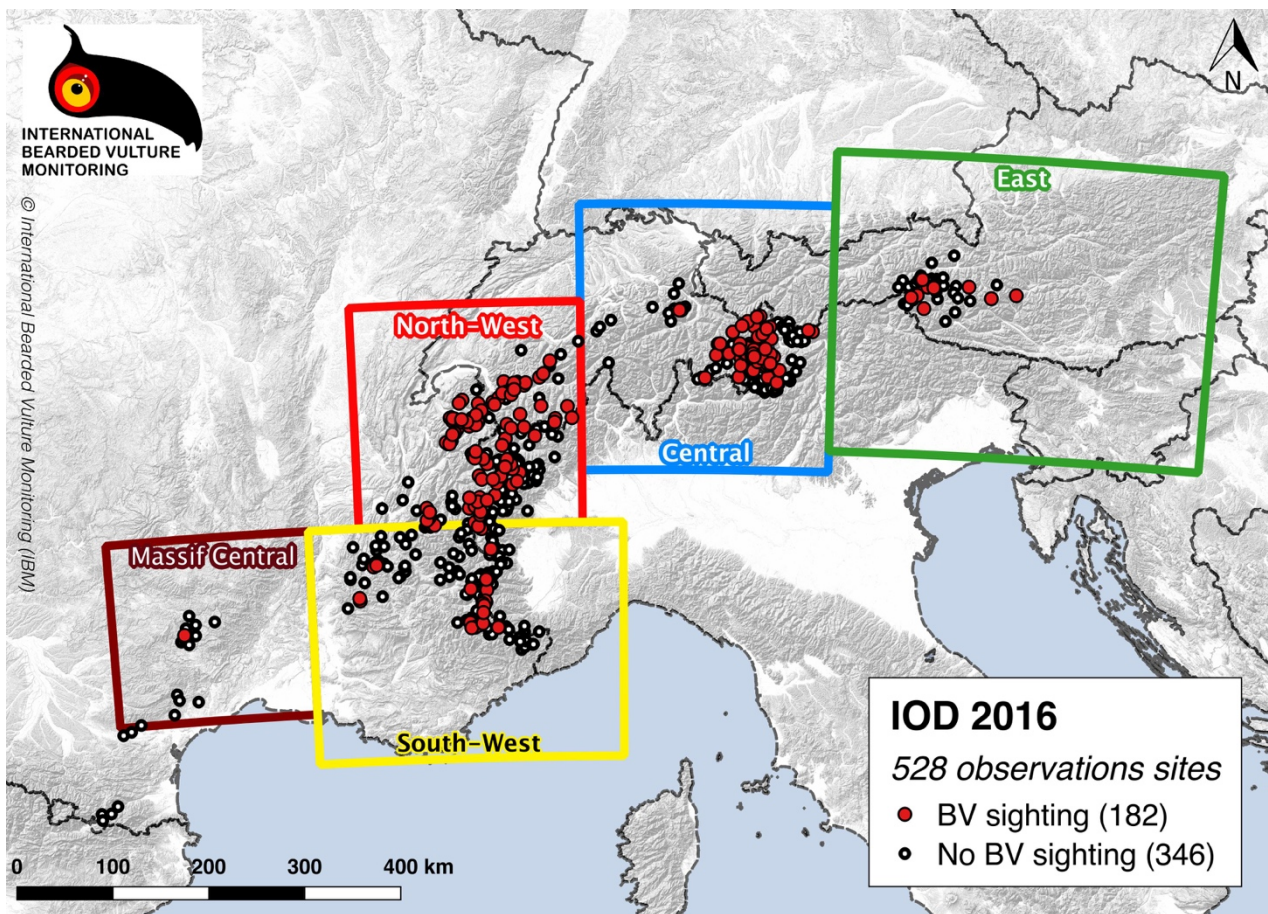 INTERNATIONAL
BEARDED VULTURE
MONITORING
© International Bearded Vulture Monitoring (IBM)
N
East
North-West
Central
Massif Central
South-West
IOD 2016
528 observations sites
BV sighting (182)
No BV sighting (346)
0 100 200 300 400 km